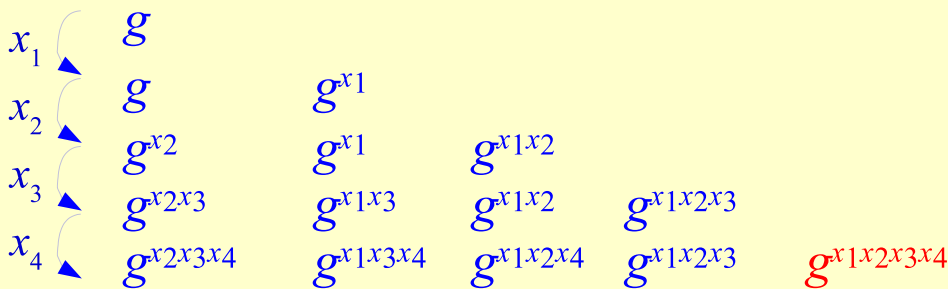 g
x₁
g g^x1
x₂
g^x2 g^x1 g^x1x2
x₃
g^x2x3 g^x1x3 g^x1x2 g^x1x2x3
x₄
g^x2x3x4 g^x1x3x4 g^x1x2x4 g^x1x2x3 g^x1x2x3x4